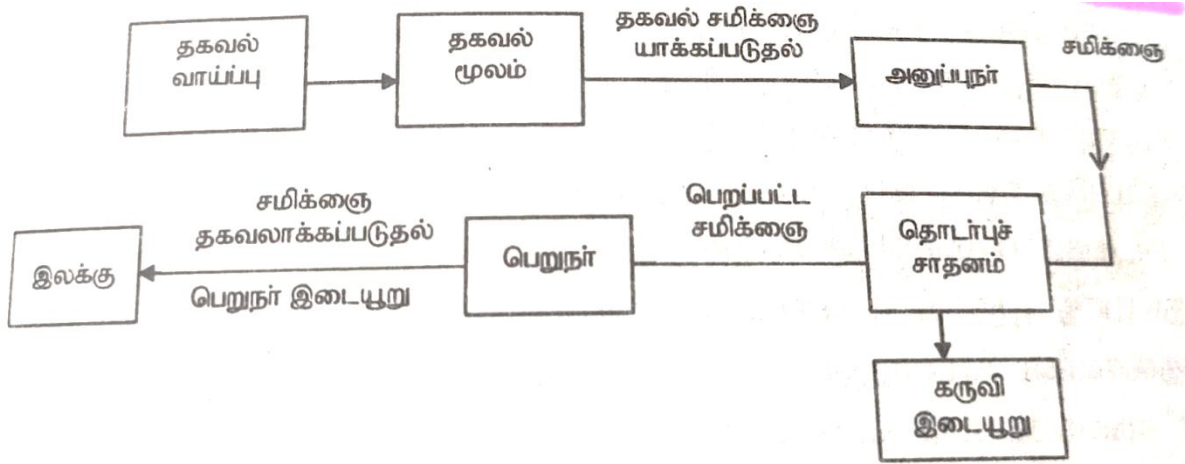 தகவல்
வாய்ப்பு
தகவல்
மூலம்
தகவல் சமிக்ஞை
யாக்கப்படுதல்
அனுப்புநர்
சமிக்ஞை
இலக்கு
சமிக்ஞை
தகவலாக்கப்படுதல்
பெறுநர் இடையூறு
பெறுநர்
பெறப்பட்ட
சமிக்ஞை
தொடர்புச்
சாதனம்
கருவி
இடையூறு